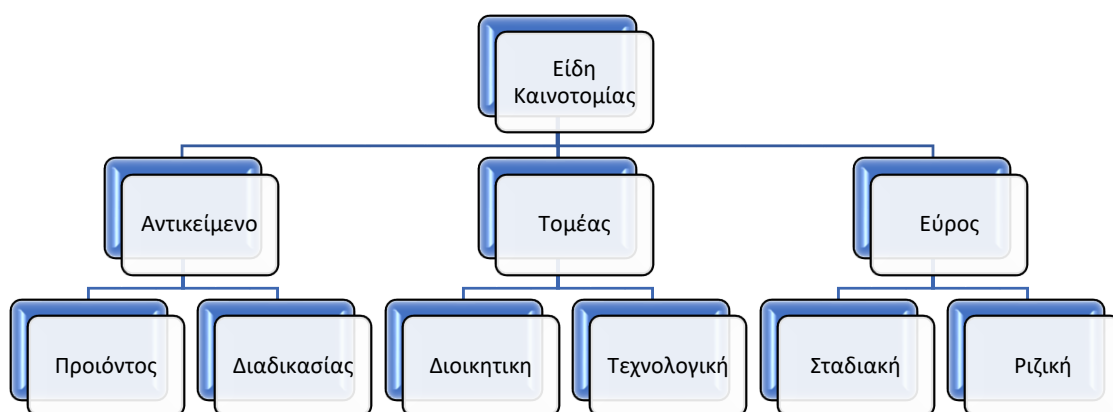 Είδη
Καινοτομίας
Αντικείμενο
Τομέας
Εύρος
Προιόντος
Διαδικασίας
Διοικητικη
Τεχνολογική
Σταδιακή
Ριζική